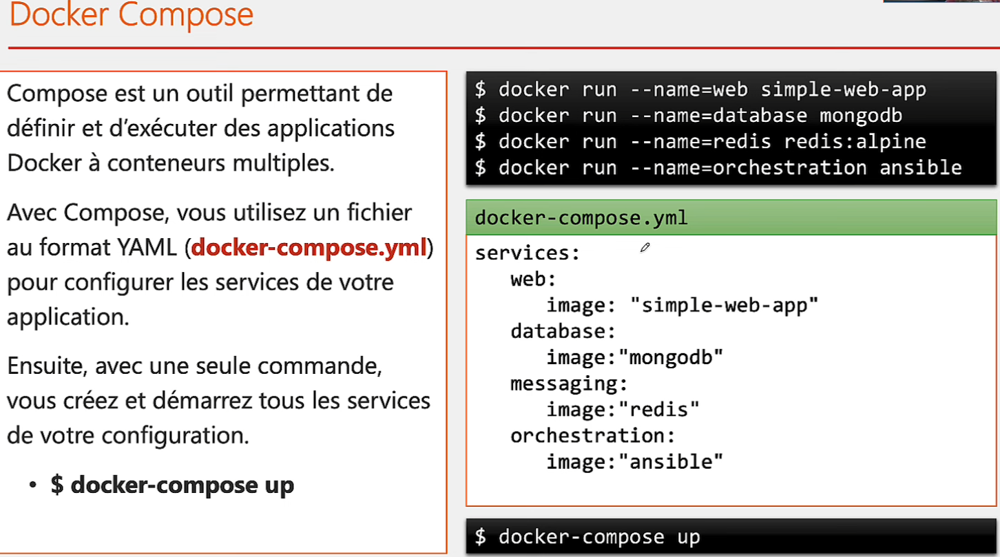 Docker Compose
Compose est un outil permettant de
définir et d’exécuter des applications
Docker à conteneurs multiples.
Avec Compose, vous utilisez un fichier
au format YAML (docker-compose.yml)
pour configurer les services de votre
application.
Ensuite, avec une seule commande,
vous créez et démarrez tous les services
de votre configuration.
• $ docker-compose up
$ docker run --name=web simple-web-app
$ docker run --name=database mongodb
$ docker run --name=redis redis:alpine
$ docker run --name=orchestration ansible
docker-compose.yml
services:
   web:
      image: "simple-web-app"
   database:
      image:"mongodb"
   messaging:
      image:"redis"
   orchestration:
      image:"ansible"
$ docker-compose up